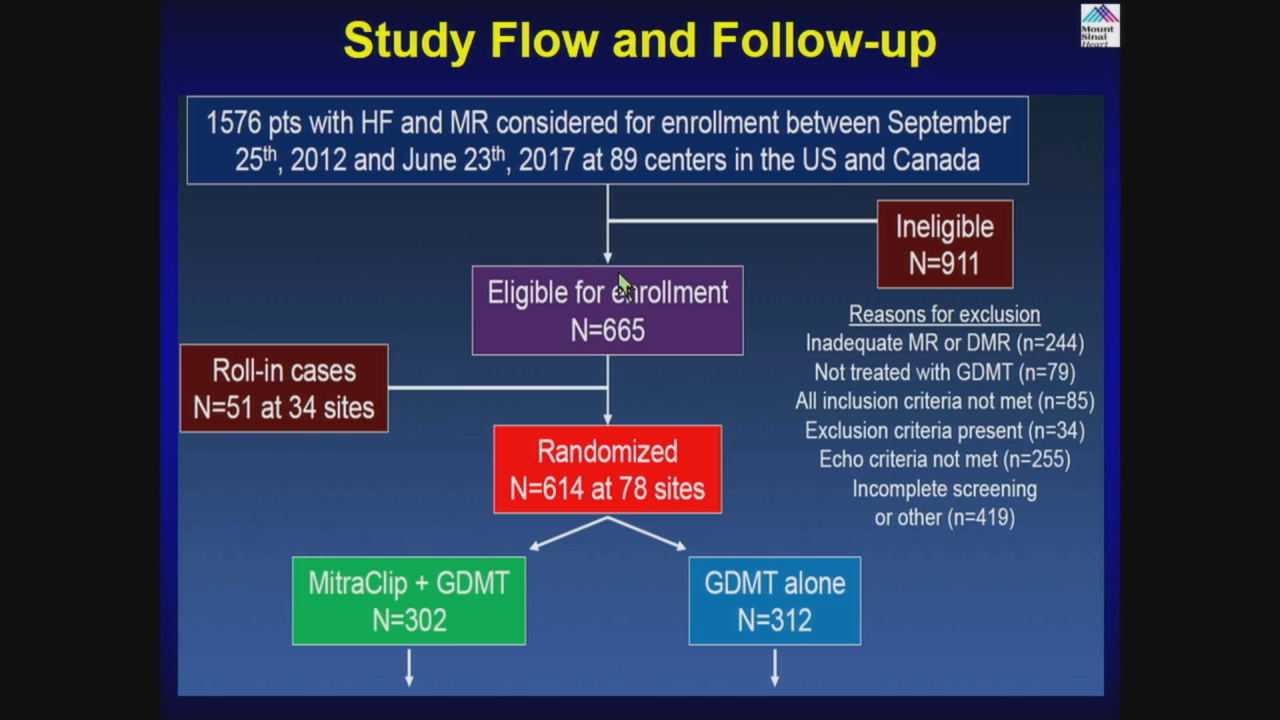 Study Flow and Follow-up
Mount
Sinai
Heart
1576 pts with HF and MR considered for enrollment between September
25th, 2012 and June 23th, 2017 at 89 centers in the US and Canada
Ineligible
N=911
Eligible for enrollment
N=665
Reasons for exclusion
Inadequate MR or DMR (n=244)
Not treated with GDMT (n=79)
All inclusion criteria not met (n=85)
Exclusion criteria present (n=34)
Echo criteria not met (n=255)
Incomplete screening
or other (n=419)
Roll-in cases
N=51 at 34 sites
Randomized
N=614 at 78 sites
MitraClip + GDMT
N=302
GDMT alone
N=312